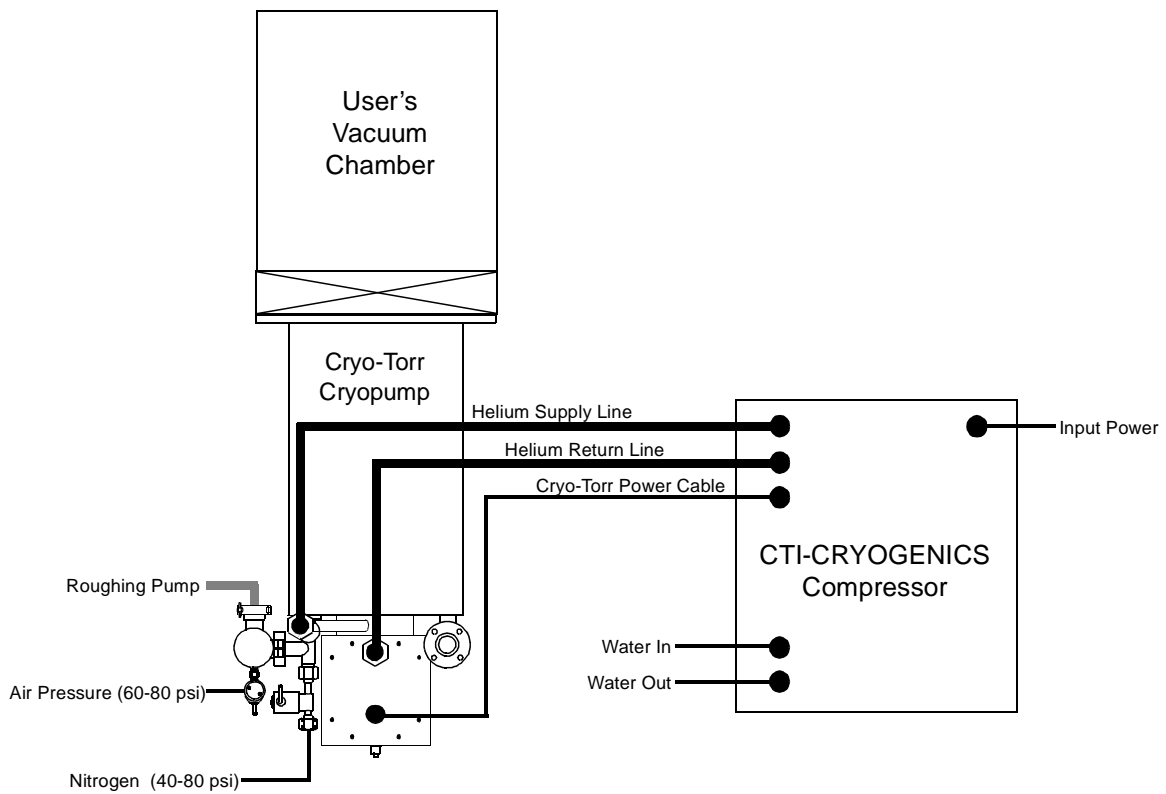 User's
Vacuum
Chamber
Cryo-Torr
Cryopump
Helium Supply Line
Helium Return Line
Cryo-Torr Power Cable
Input Power
CTI-CRYOGENICS
Compressor
Roughing Pump
Water In
Water Out
Air Pressure (60-80 psi)
Nitrogen (40-80 psi)